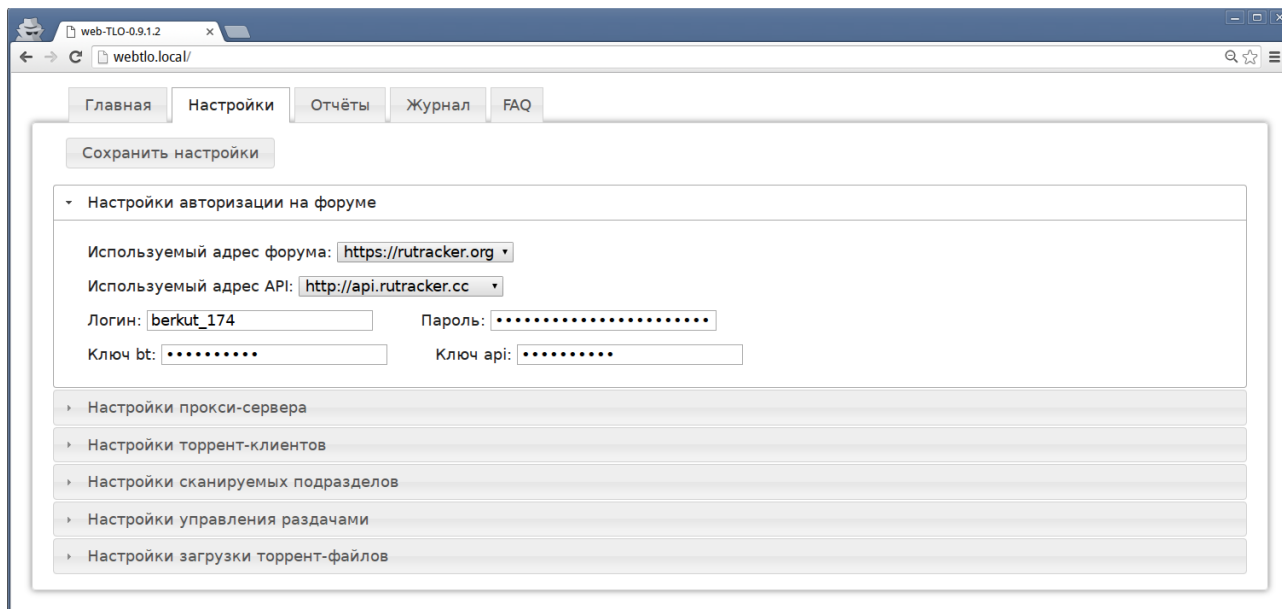 web-TLO-0.9.1.2
webtlo.local/
Главная Настройки Отчёты Журнал FAQ
Сохранить настройки
Настройки авторизации на форуме
Используемый адрес форума: https://rutracker.org
Используемый адрес API: http://api.rutracker.cc
Логин: berkut_174 Пароль: •••••••••••••••••••••••
Ключ bt: •••••••••• Ключ api: ••••••••••
Настройки прокси-сервера
Настройки торрент-клиентов
Настройки сканируемых подразделов
Настройки управления раздачами
Настройки загрузки торрент-файлов